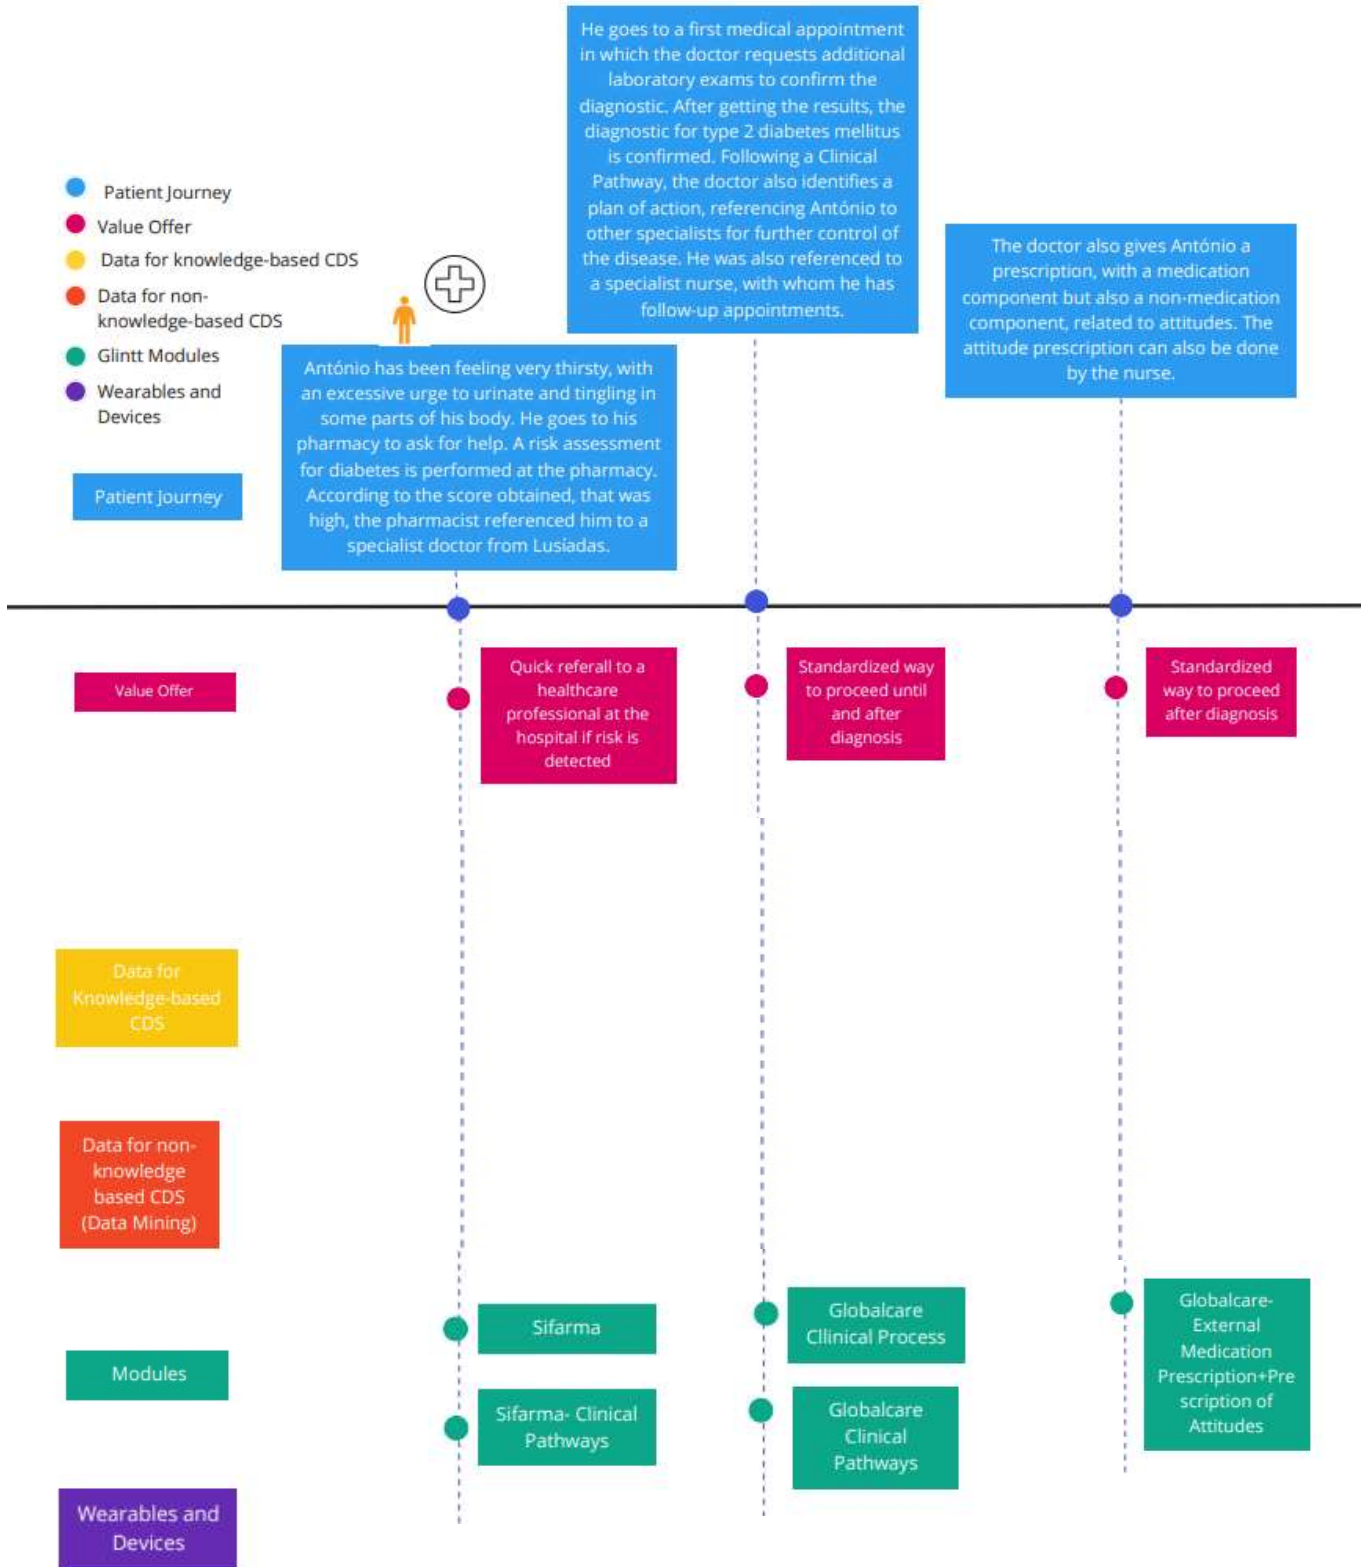 He goes to a first medical appointment
in which the doctor requests additional
laboratory exams to confirm the
diagnostic. After getting the results, the
diagnostic for type 2 diabetes mellitus
is confirmed. Following a Clinical
Pathway, the doctor also identifies a
plan of action, referencing António to
other specialists for further control of
the disease. He was also referenced to
a specialist nurse, with whom he has
follow-up appointments.
Patient Journey
Value Offer
Data for knowledge-based CDS
Data for non-
knowledge-based CDS
Glintt Modules
Wearables and
Devices
The doctor also gives António a
prescription, with a medication
component but also a non-medication
component, related to attitudes. The
attitude prescription can also be done
by the nurse.
António has been feeling very thirsty, with
an excessive urge to urinate and tingling in
some parts of his body. He goes to his
pharmacy to ask for help. A risk assessment
for diabetes is performed at the pharmacy.
According to the score obtained, that was
high, the pharmacist referenced him to a
specialist doctor from Lusíadas.
Patient Journey
Value Offer
Quick referall to a
healthcare
professional at the
hospital if risk is
detected
Standardized way
to proceed until
and after
diagnosis
Standardized
way to proceed
after diagnosis
Data for
Knowledge-based
CDS
Data for non-
knowledge
based CDS
(Data Mining)
Modules
Sifarma
Sifarma- Clinical
Pathways
Globalcare
Cllinical Process
Globalcare
Clinical
Pathways
Globalcare-
External
Medication
Prescription+Pre
scription of
Attitudes
Wearables and
Devices